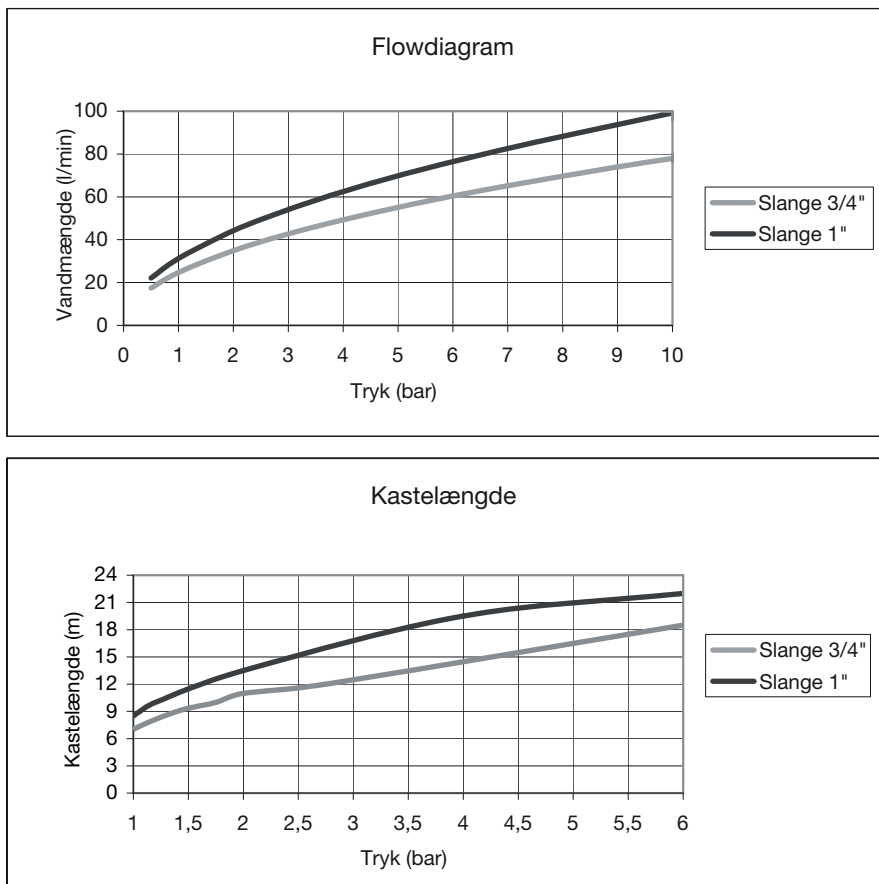 Flowdiagram
Vandmængde (l/min)
100
80
60
40
20
0
0 1 2 3 4 5 6 7 8 9 10
Tryk (bar)
Slange 3/4"
Slange 1"
Kastelængde
Kastelængde (m)
24
21
18
15
12
9
6
3
0
1 1,5 2 2,5 3 3,5 4 4,5 5 5,5 6
Tryk (bar)
Slange 3/4"
Slange 1"